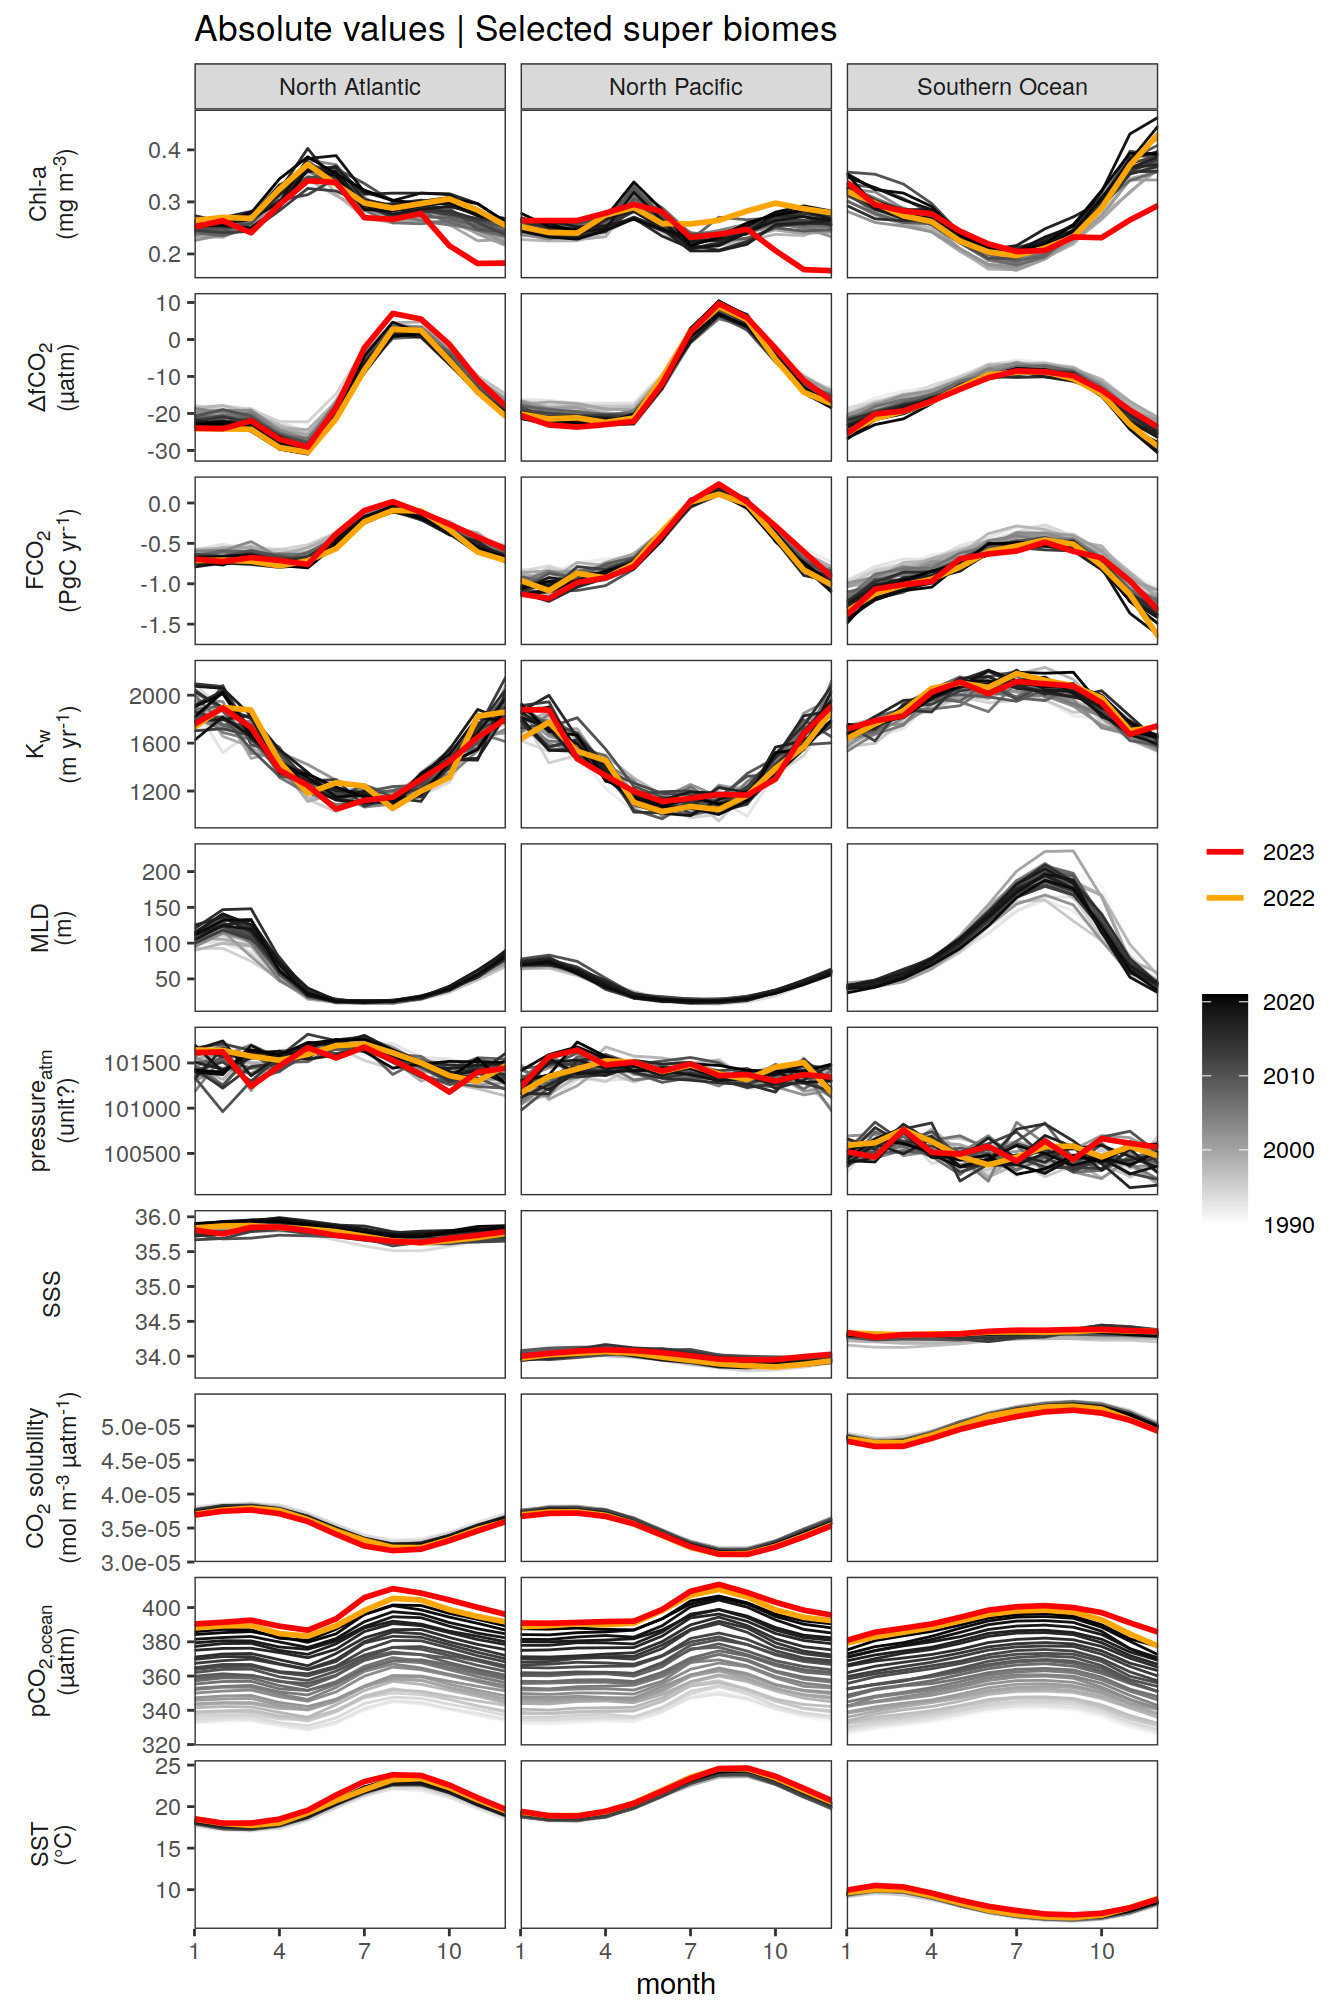 Absolute values | Selected super biomes
North Atlantic
North Pacific
Southern Ocean
Chl-a
(mg m⁻³)
0.4
0.3
0.2
ΔfCO₂
(µatm)
10
0
-10
-20
-30
FCO₂
(PgC yr⁻¹)
0.0
-0.5
-1.0
-1.5
Kw
(m yr⁻¹)
2000
1600
1200
MLD
(m)
200
150
100
50
pressureatm
(unit?)
101500
101000
100500
SSS
36.0
35.5
35.0
34.5
34.0
CO₂ solubility
(mol m⁻³ µatm⁻¹)
5.0e-05
4.5e-05
4.0e-05
3.5e-05
3.0e-05
pCO₂,ocean
(µatm)
400
380
360
340
320
SST
(°C)
25
20
15
10
1 4 7 10
1 4 7 10
1 4 7 10
month
2023
2022
2020
2010
2000
1990